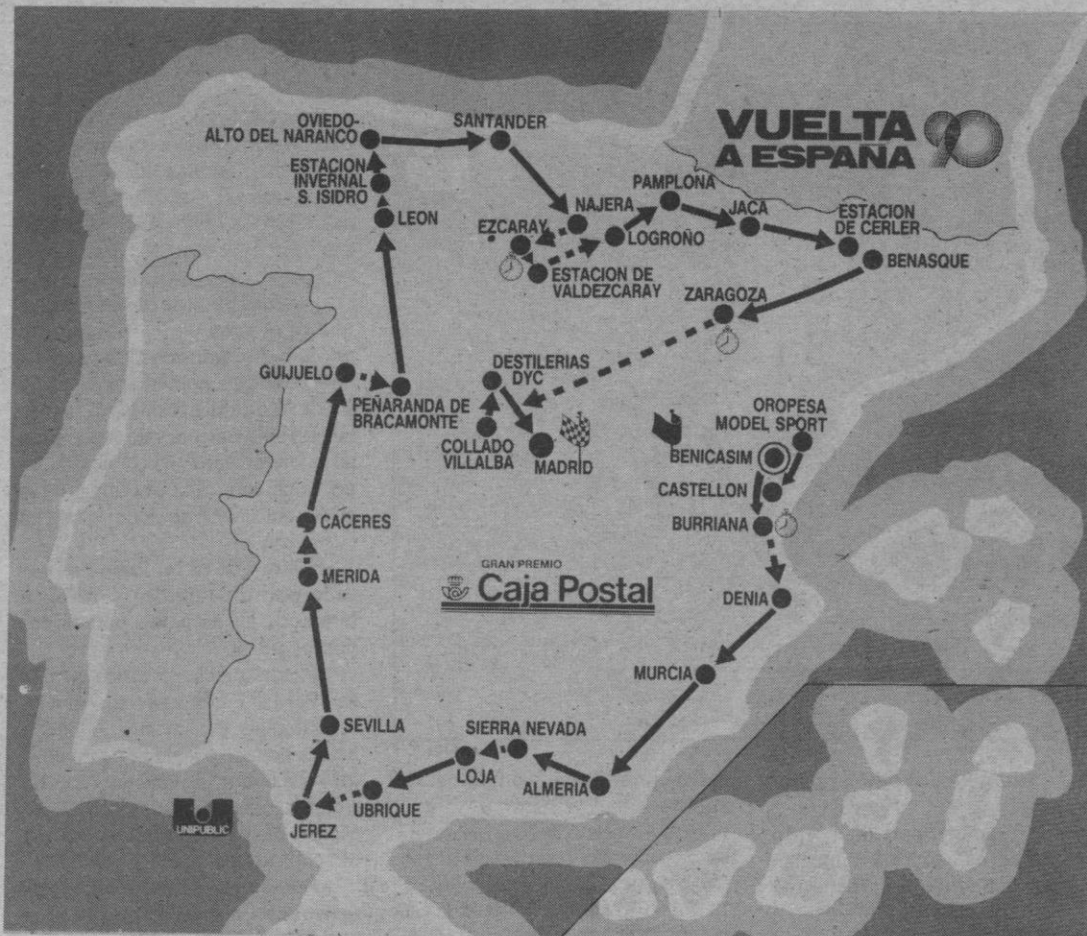 VUELTA
A ESPAÑA 90
OVIEDO-
ALTO DEL NARANCO
SANTANDER
ESTACION
INVERNAL
S. ISIDRO
LEON
EZCARAY
NAJERA
PAMPLONA
LOGROÑO
JACA
ESTACION
DE CERLER
BENASQUE
ESTACION DE
VALDEZCARAY
ZARAGOZA
GUIJUELO
PEÑARANDA DE
BRACAMONTE
DESTILERIAS
DYC
COLLADO
VILLALBA
MADRID
OROPESA
MODEL SPORT
BENICASIM
CASTELLON
BURRIANA
CACERES
MERIDA
GRAN PREMIO
Caja Postal
DENIA
MURCIA
SEVILLA
SIERRA NEVADA
LOJA
ALMERIA
UBRIQUE
JEREZ
UNIPUBLIC